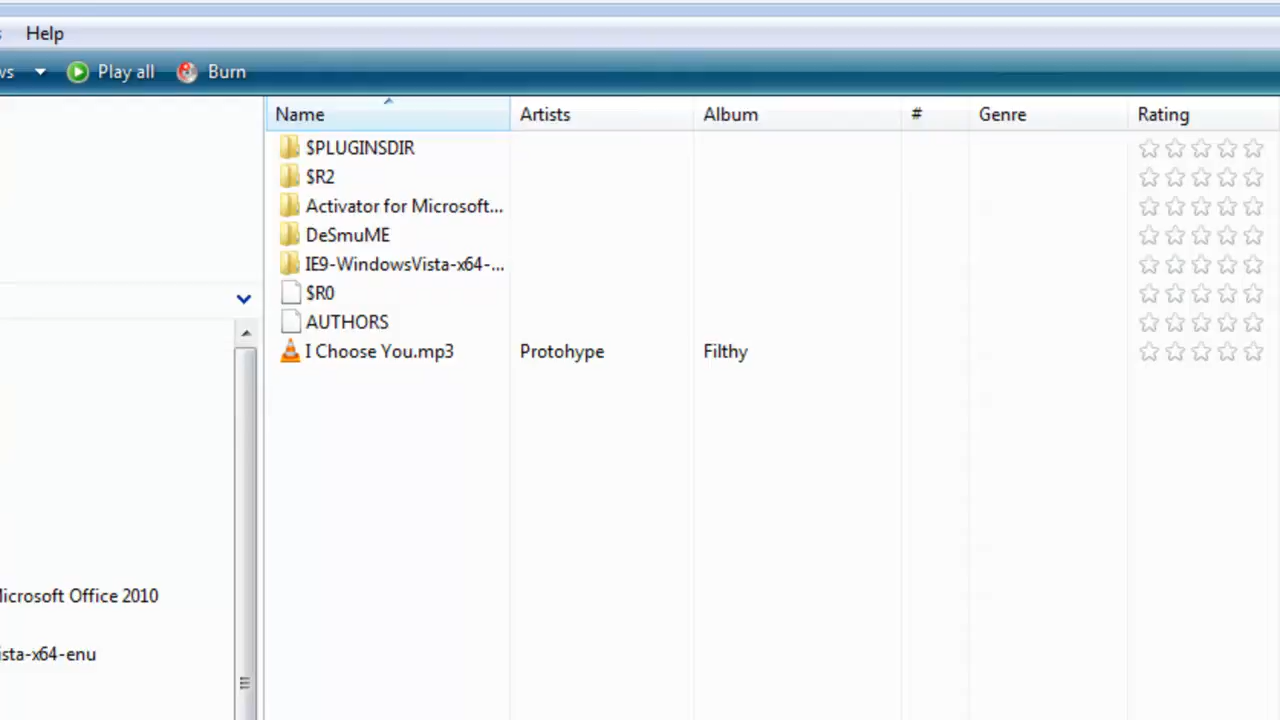 Help
Play all Burn
Name Artists Album # Genre Rating
$PLUGINSDIR
$R2
Activator for Microsoft...
DeSmuME
IE9-WindowsVista-x64-...
$R0
AUTHORS
I Choose You.mp3 Protohype Filthy
icrosoft Office 2010
ista-x64-enu